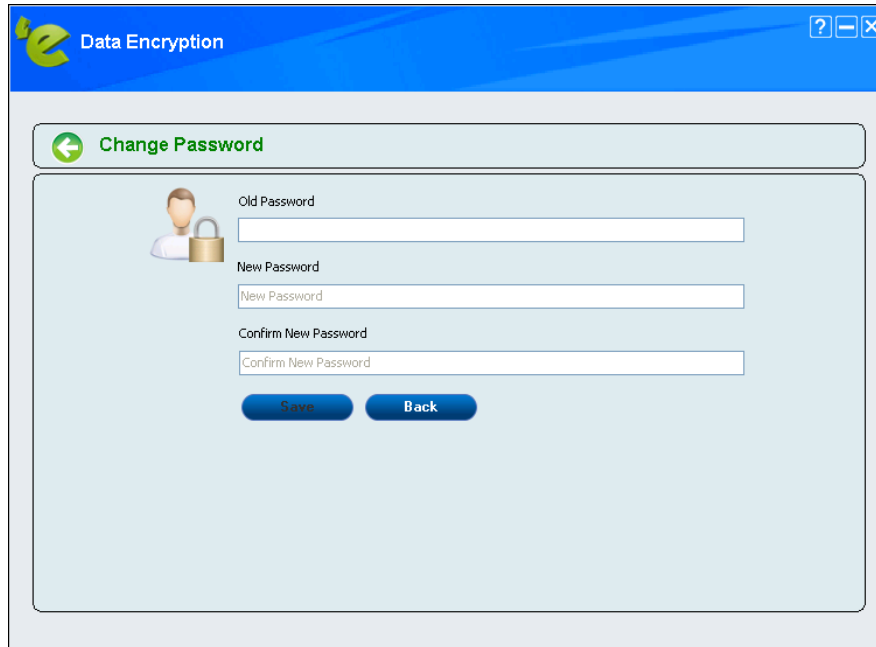 Data Encryption
Change Password
Old Password
New Password
New Password
Confirm New Password
Confirm New Password
Save Back